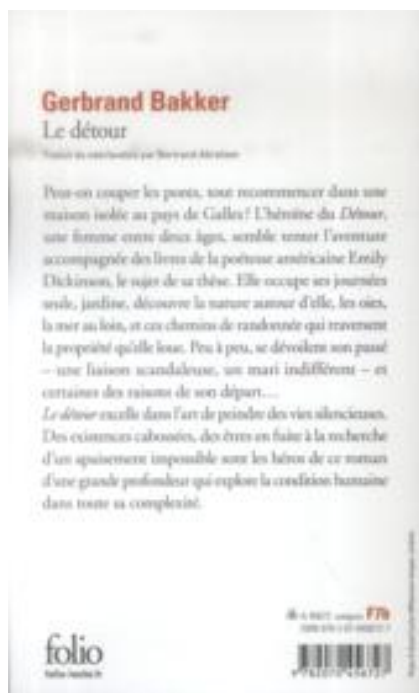 Gerbrand Bakker
Le détour
Traduit du néerlandais par Bertrand Abraham
Peut-on couper les ponts, tout recommencer dans une
maison isolée au pays de Galles? L'héroïne du Détour,
une femme entre deux âges, semble tenter l'aventure
accompagnée des livres de la poétesse américaine Emily
Dickinson, le sujet de sa thèse. Elle occupe ses journées
seule, jardine, découvre la nature autour d'elle, les oies,
la mer au loin, et ces chemins de randonnée qui traversent
la propriété qu'elle loue. Peu à peu, se dévoilent son passé
– une liaison scandaleuse, un mari indifférent – et
certaines des raisons de son départ....
Le détour excelle dans l'art de peindre des vies silencieuses.
Des existences cabossées, des êtres en fuite à la recherche
d'un apaisement impossible sont les héros de ce roman
d'une grande profondeur qui explore la condition humaine
dans toute sa complexité.
F7b
folio